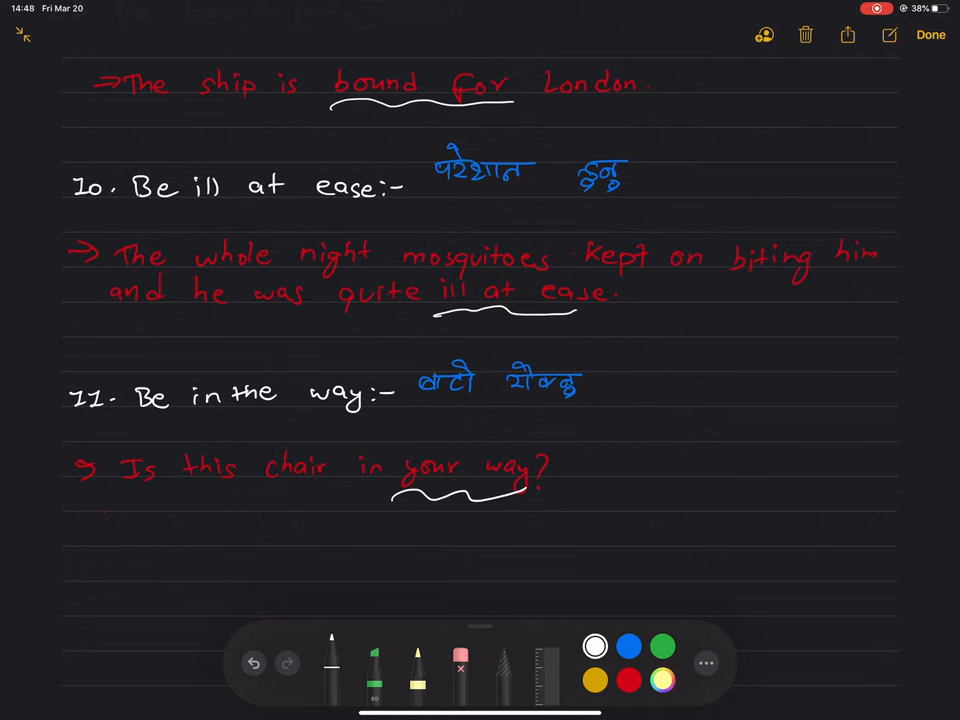 14:48 Fri Mar 20
38%
Done
→ The ship is bound for London.
10. Be ill at ease:- परेशान हुनु
→ The whole night mosquitoes kept on biting him
and he was quite ill at ease.
11. Be in the way:- बाटो रोक्नु
→ Is this chair in your way?
80